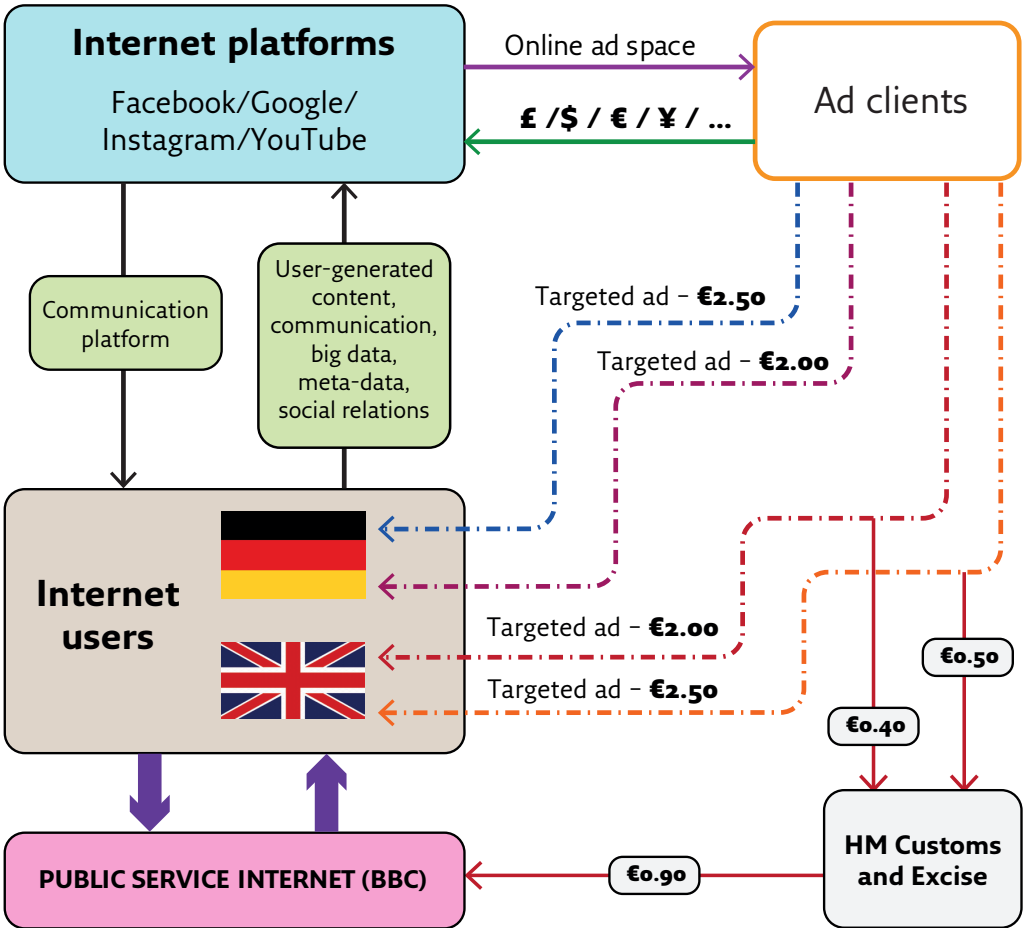 Internet platforms
Facebook/Google/
Instagram/YouTube
Online ad space
£ /$ / € / ¥ / ...
Ad clients
Communication
platform
User-generated
content,
communication,
big data,
meta-data,
social relations
Targeted ad – €2.50
Targeted ad – €2.00
Internet
users
Targeted ad – €2.00
Targeted ad – €2.50
€0.50
€0.40
HM Customs
and Excise
€0.90
PUBLIC SERVICE INTERNET (BBC)